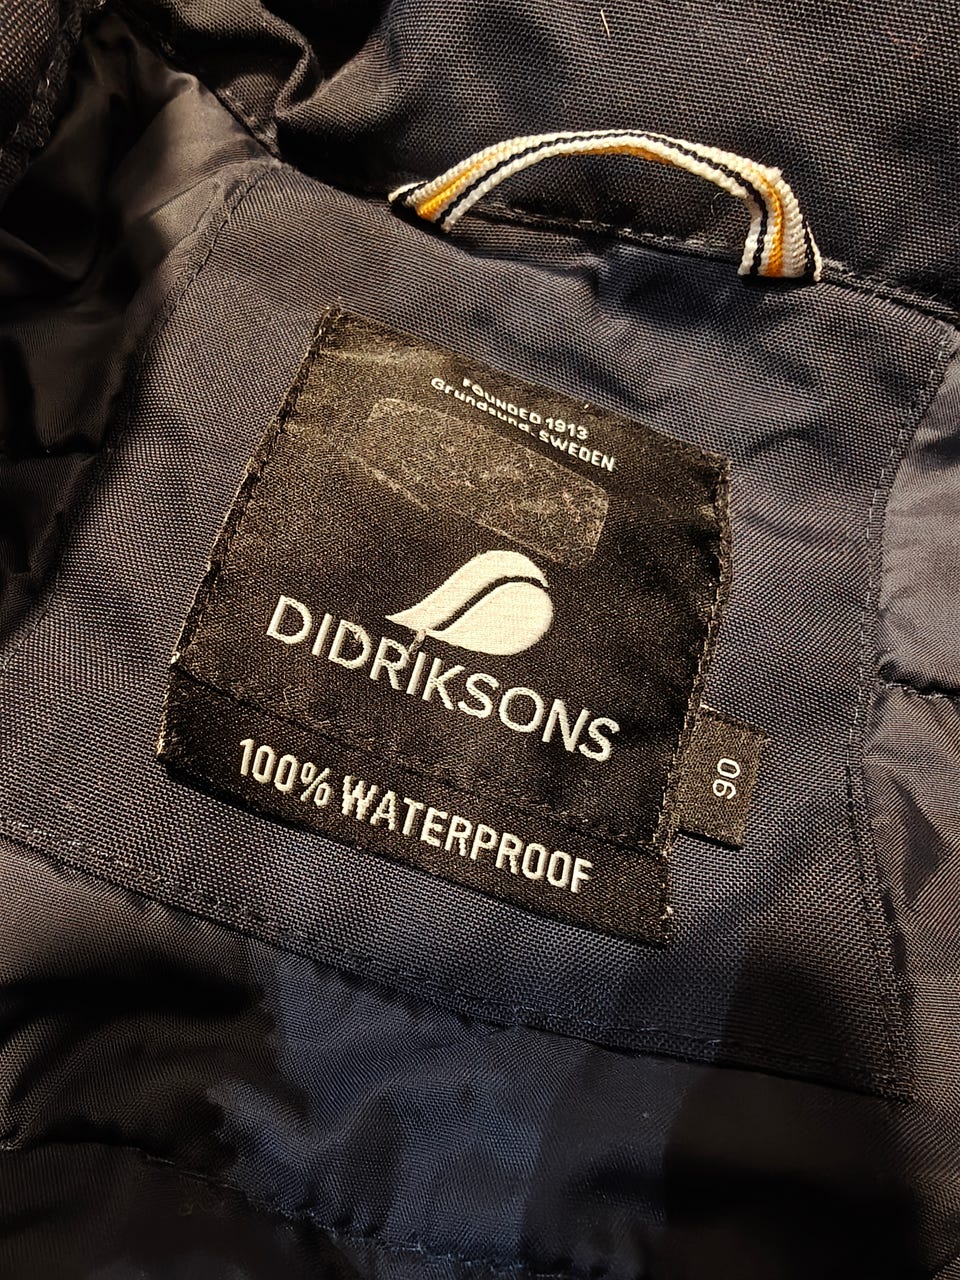 FOUNDED 1913
Grundsund, SWEDEN
DIDRIKSONS
100% WATERPROOF
90